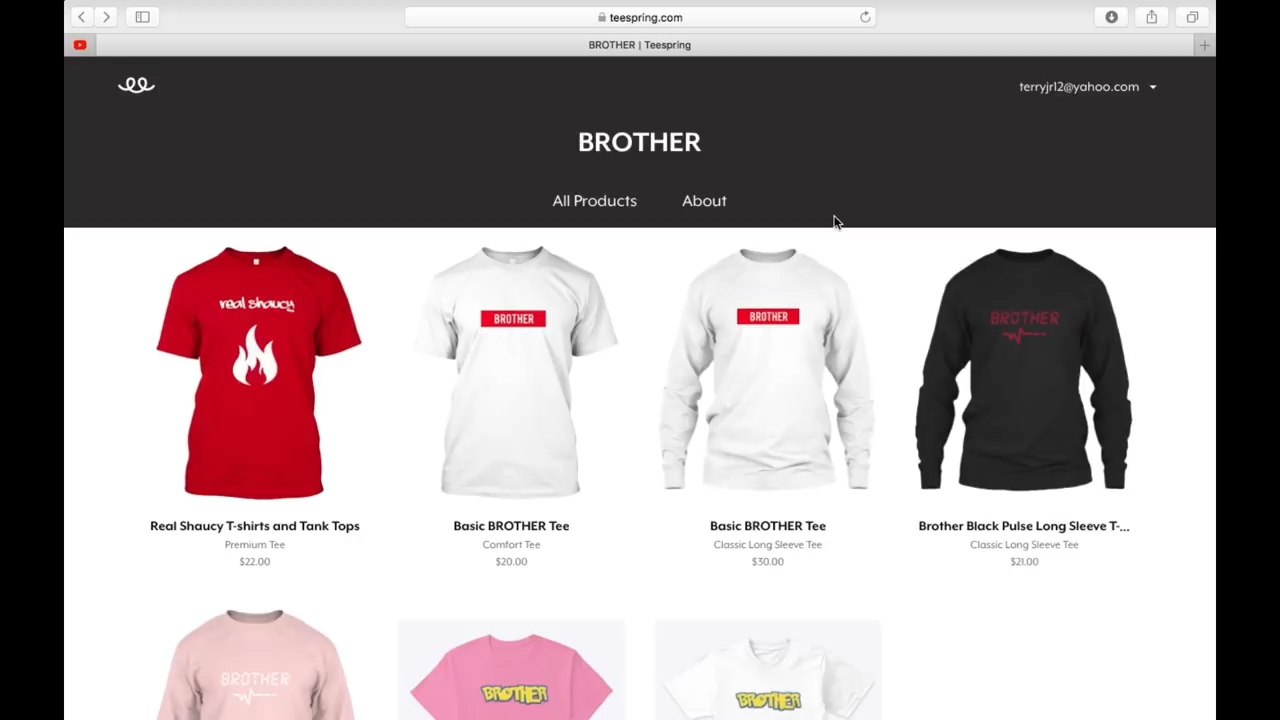 teespring.com
BROTHER | Teespring
terryjr12@yahoo.com
BROTHER
All Products About
real shaucy
BROTHER
BROTHER
BROTHER
Real Shaucy T-shirts and Tank Tops
Premium Tee
$22.00
Basic BROTHER Tee
Comfort Tee
$20.00
Basic BROTHER Tee
Classic Long Sleeve Tee
$30.00
Brother Black Pulse Long Sleeve T-...
Classic Long Sleeve Tee
$21.00
BROTHER
BROTHER
BROTHER